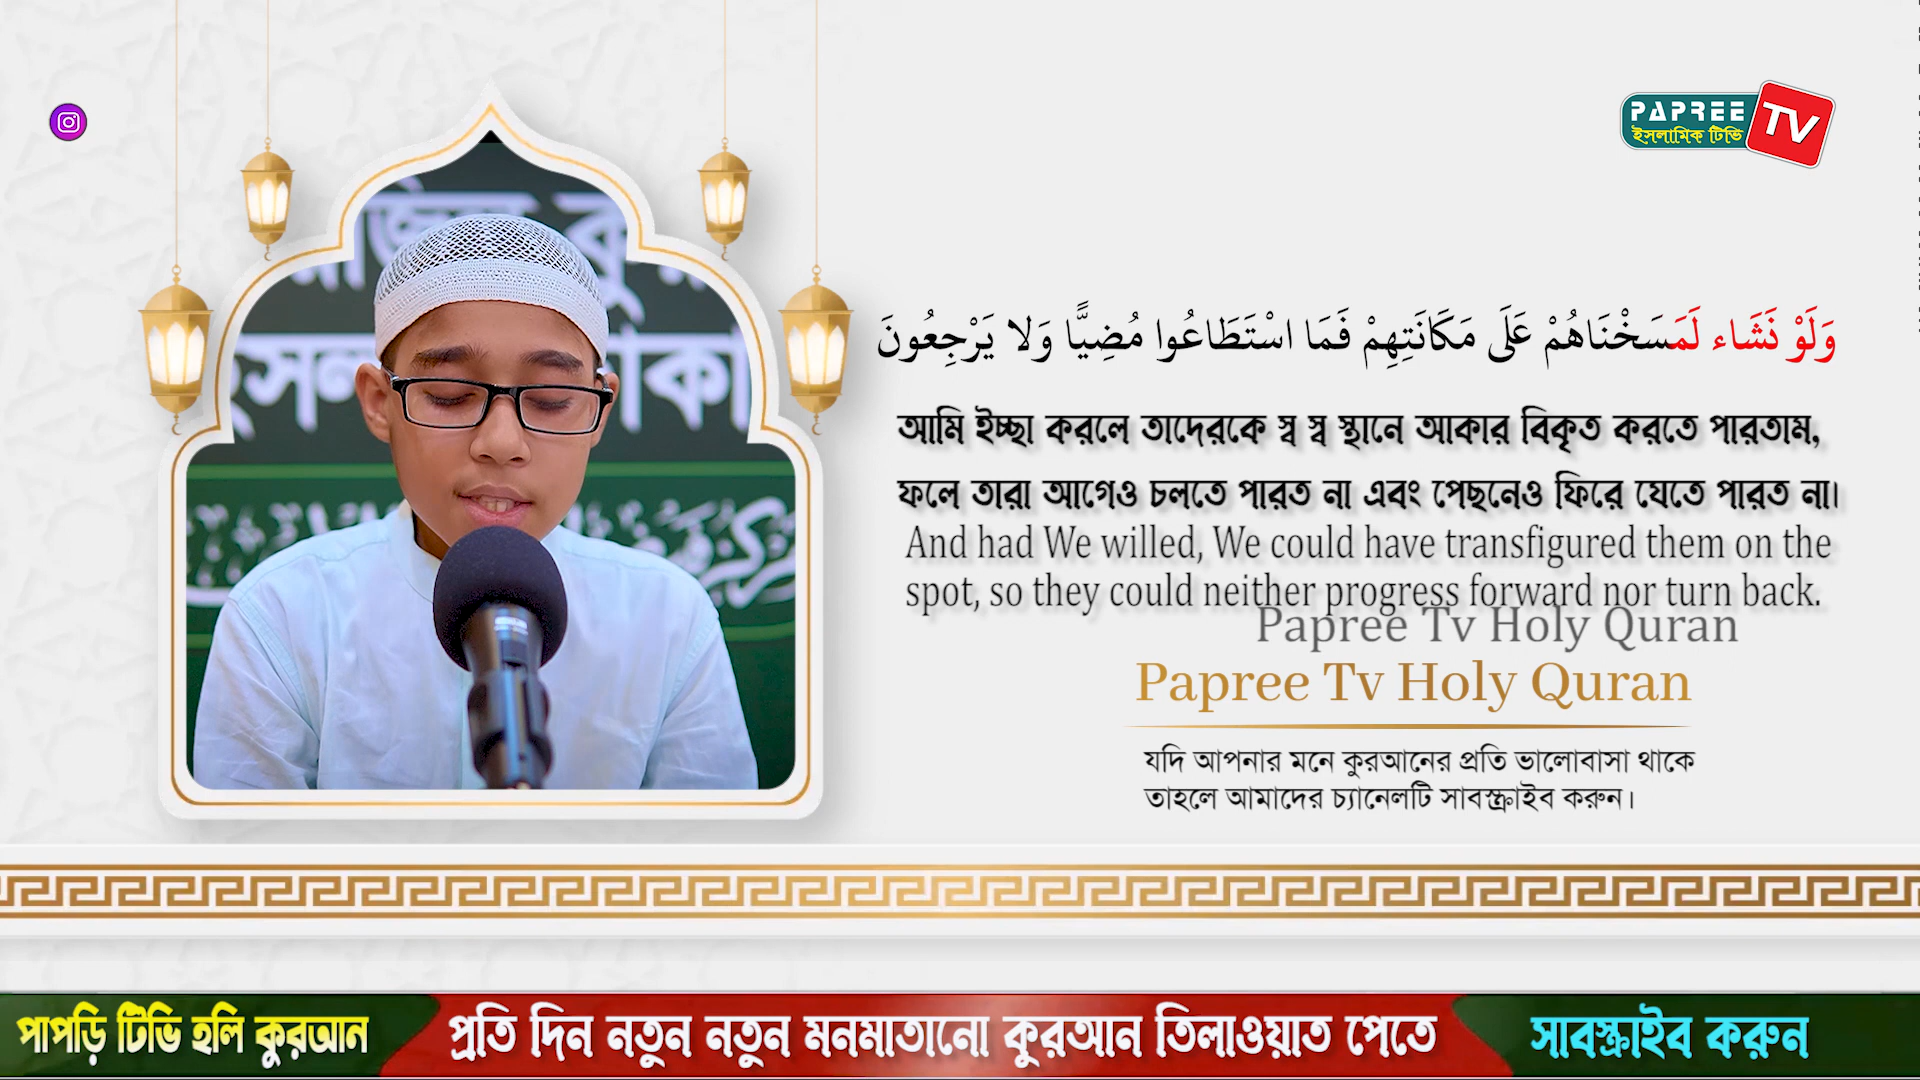 PAPREE TV
ইসলামিক টিভি
وَلَوْ نَشَاء لَمَسَخْنَاهُمْ عَلَى مَكَانَتِهِمْ فَمَا اسْتَطَاعُوا مُضِيًّا وَلا يَرْجِعُونَ
আমি ইচ্ছা করলে তাদেরকে স্ব স্ব স্থানে আকার বিকৃত করতে পারতাম,
ফলে তারা আগেও চলতে পারত না এবং পেছনেও ফিরে যেতে পারত না।
And had We willed, We could have transfigured them on the
spot, so they could neither progress forward nor turn back.
Papree Tv Holy Quran
Papree Tv Holy Quran
যদি আপনার মনে কুরআনের প্রতি ভালোবাসা থাকে
তাহলে আমাদের চ্যানেলটি সাবস্ক্রাইব করুন।
পাপড়ি টিভি হলি কুরআন প্রতি দিন নতুন নতুন মনমাতানো কুরআন তিলাওয়াত পেতে সাবস্ক্রাইব করুন